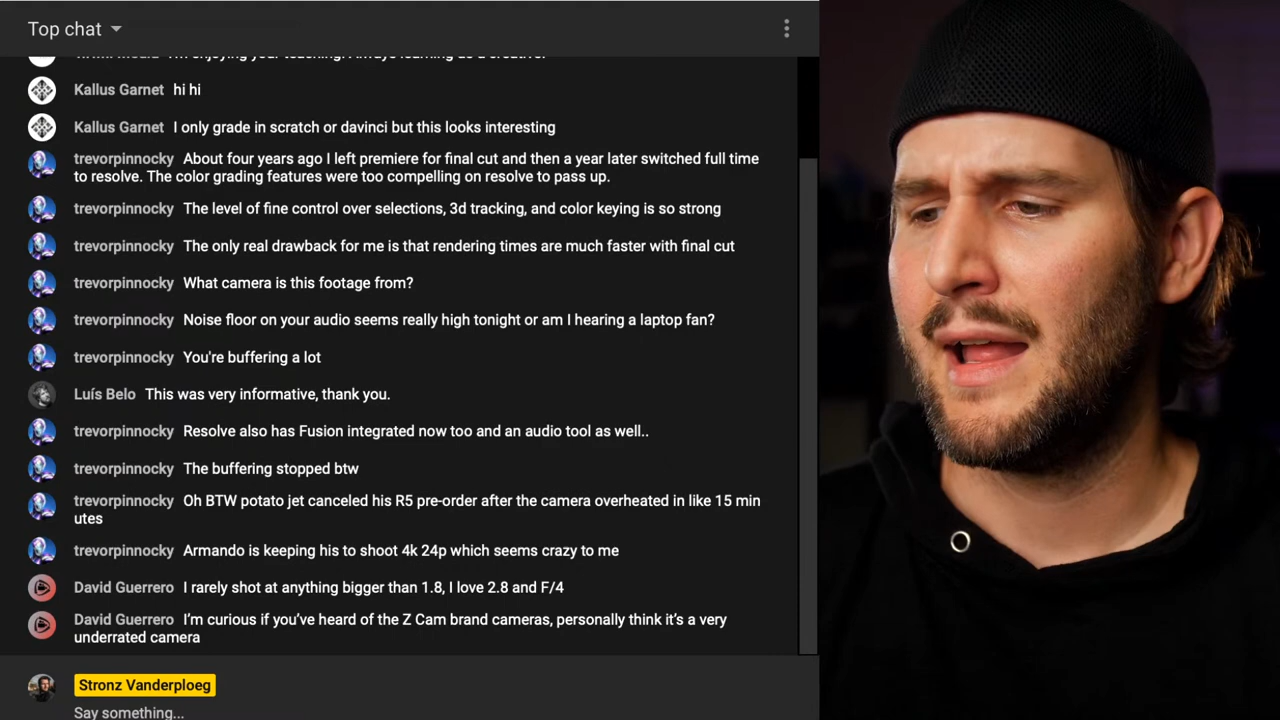 Top chat
I'm enjoying your teaching. Always learning as a creative.
Kallus Garnet hi hi
Kallus Garnet I only grade in scratch or davinci but this looks interesting
trevorpinnocky About four years ago I left premiere for final cut and then a year later switched full time
to resolve. The color grading features were too compelling on resolve to pass up.
trevorpinnocky The level of fine control over selections, 3d tracking, and color keying is so strong
trevorpinnocky The only real drawback for me is that rendering times are much faster with final cut
trevorpinnocky What camera is this footage from?
trevorpinnocky Noise floor on your audio seems really high tonight or am I hearing a laptop fan?
trevorpinnocky You're buffering a lot
Luís Belo This was very informative, thank you.
trevorpinnocky Resolve also has Fusion integrated now too and an audio tool as well..
trevorpinnocky The buffering stopped btw
trevorpinnocky Oh BTW potato jet canceled his R5 pre-order after the camera overheated in like 15 min
utes
trevorpinnocky Armando is keeping his to shoot 4k 24p which seems crazy to me
David Guerrero I rarely shot at anything bigger than 1.8, I love 2.8 and F/4
David Guerrero I'm curious if you've heard of the Z Cam brand cameras, personally think it's a very
underrated camera
Stronz Vanderploeg
Say something...